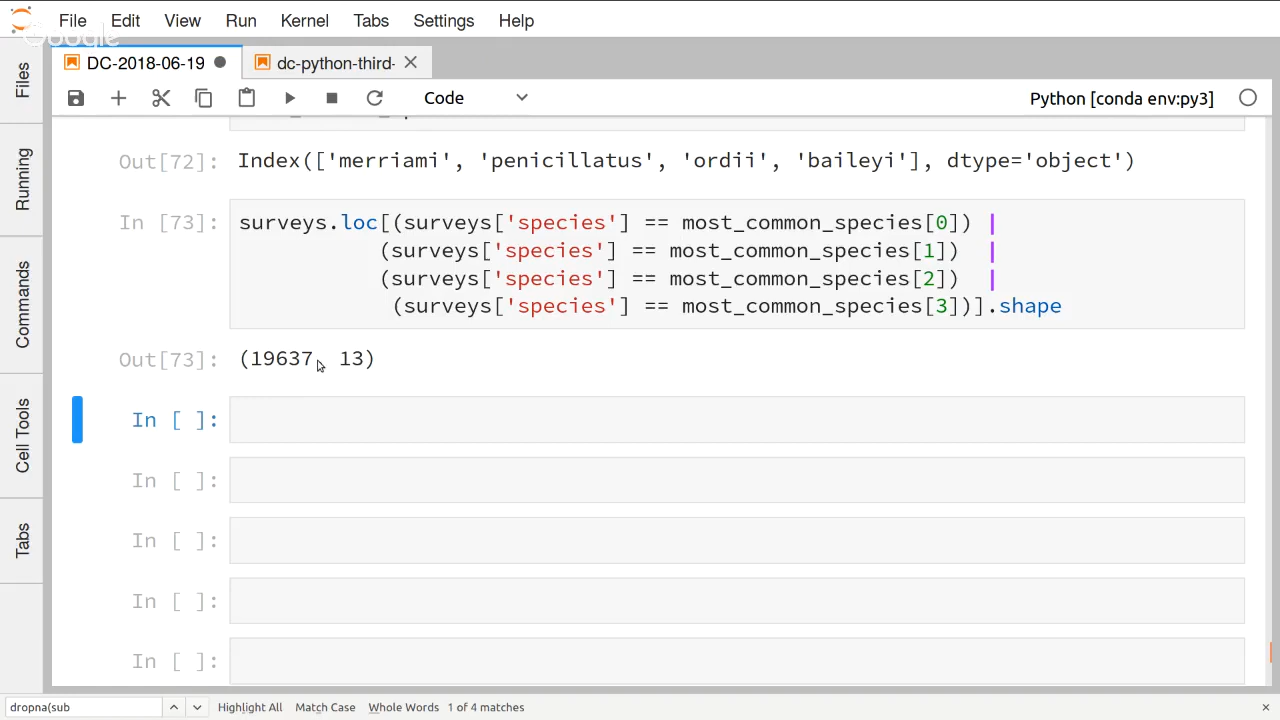 File Edit View Run Kernel Tabs Settings Help
Google
DC-2018-06-19 dc-python-third-
Code Python [conda env:py3]
Files
Running
Commands
Cell Tools
Tabs
Out[72]: Index(['merriami', 'penicillatus', 'ordii', 'baileyi'], dtype='object')
In [73]: surveys.loc[(surveys['species'] == most_common_species[0]) |
(surveys['species'] == most_common_species[1]) |
(surveys['species'] == most_common_species[2]) |
(surveys['species'] == most_common_species[3])].shape
Out[73]: (19637, 13)
In [ ]:
In [ ]:
In [ ]:
In [ ]:
In [ ]:
dropna(sub Highlight All Match Case Whole Words 1 of 4 matches